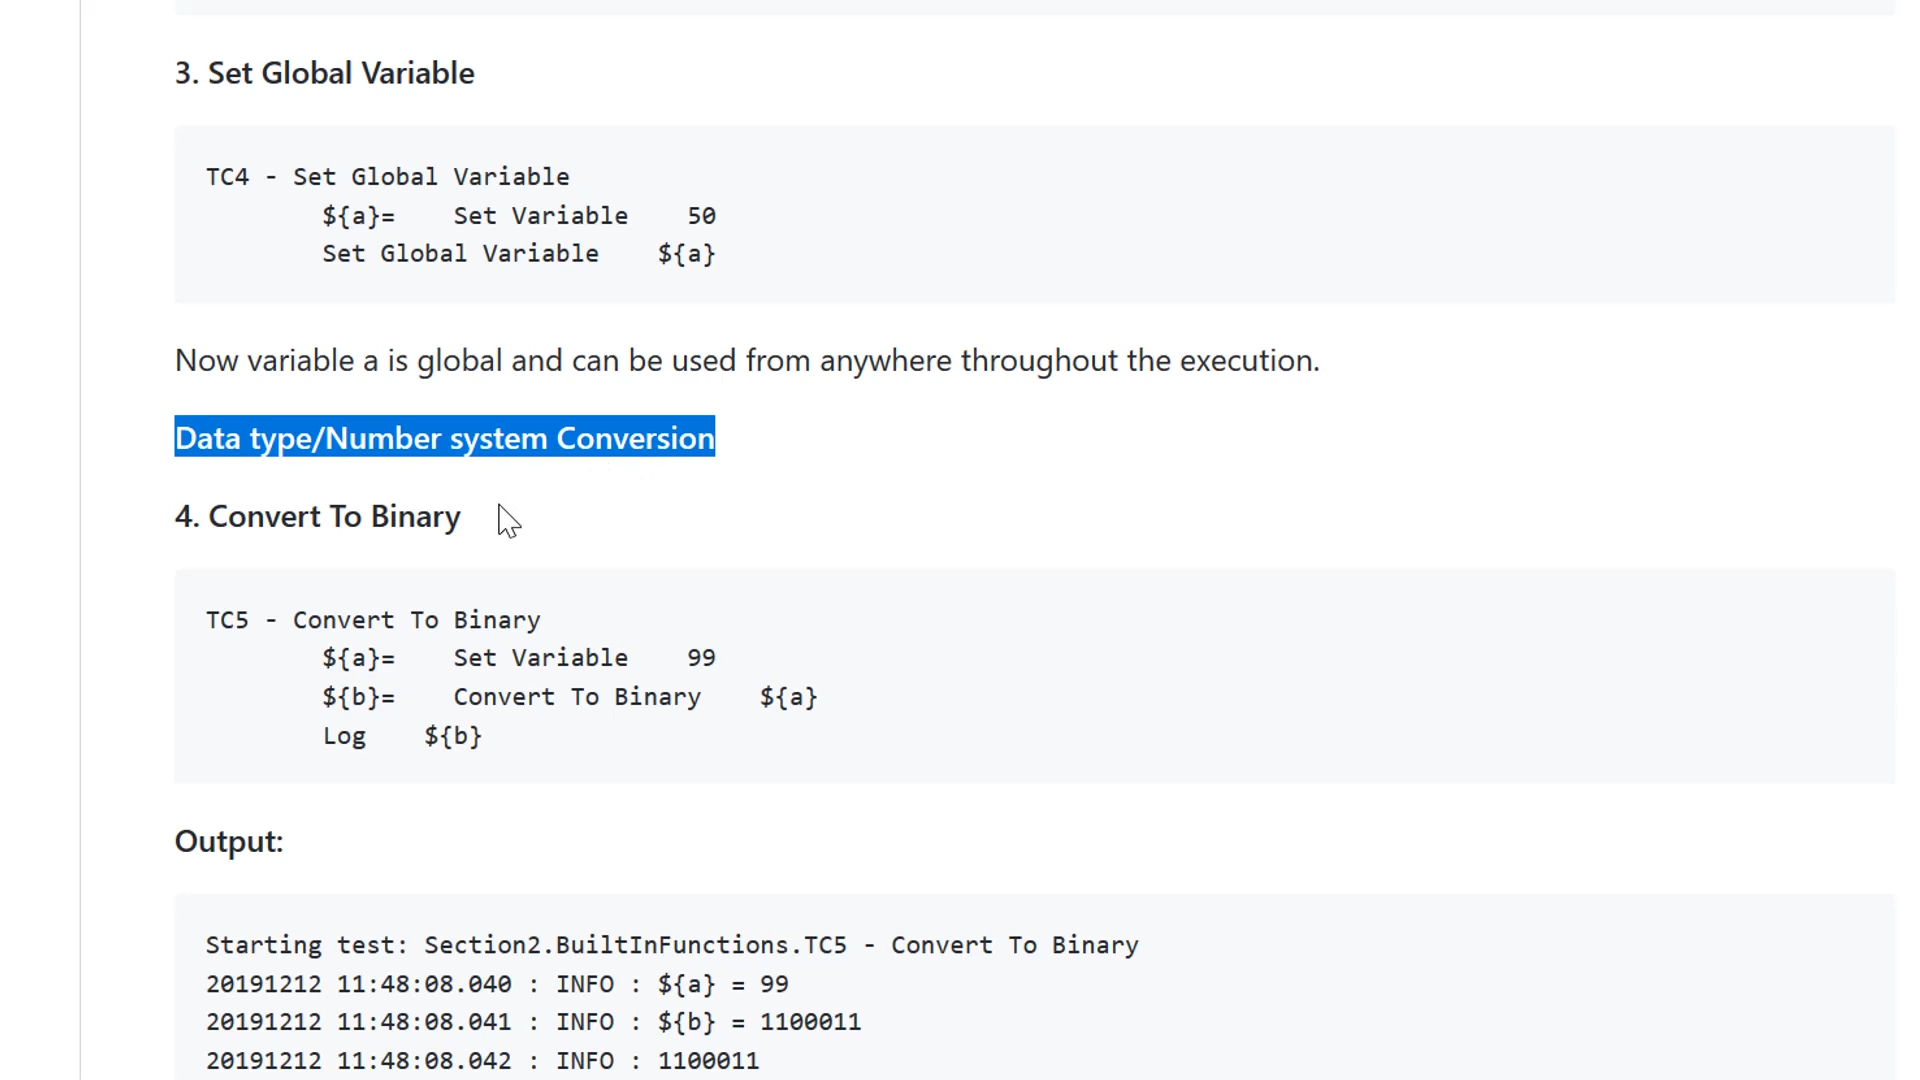 3. Set Global Variable
TC4 - Set Global Variable
${a}=    Set Variable    50
Set Global Variable    ${a}
Now variable a is global and can be used from anywhere throughout the execution.
Data type/Number system Conversion
4. Convert To Binary
TC5 - Convert To Binary
${a}=    Set Variable    99
${b}=    Convert To Binary    ${a}
Log    ${b}
Output:
Starting test: Section2.BuiltInFunctions.TC5 - Convert To Binary
20191212 11:48:08.040 : INFO : ${a} = 99
20191212 11:48:08.041 : INFO : ${b} = 1100011
20191212 11:48:08.042 : INFO : 1100011